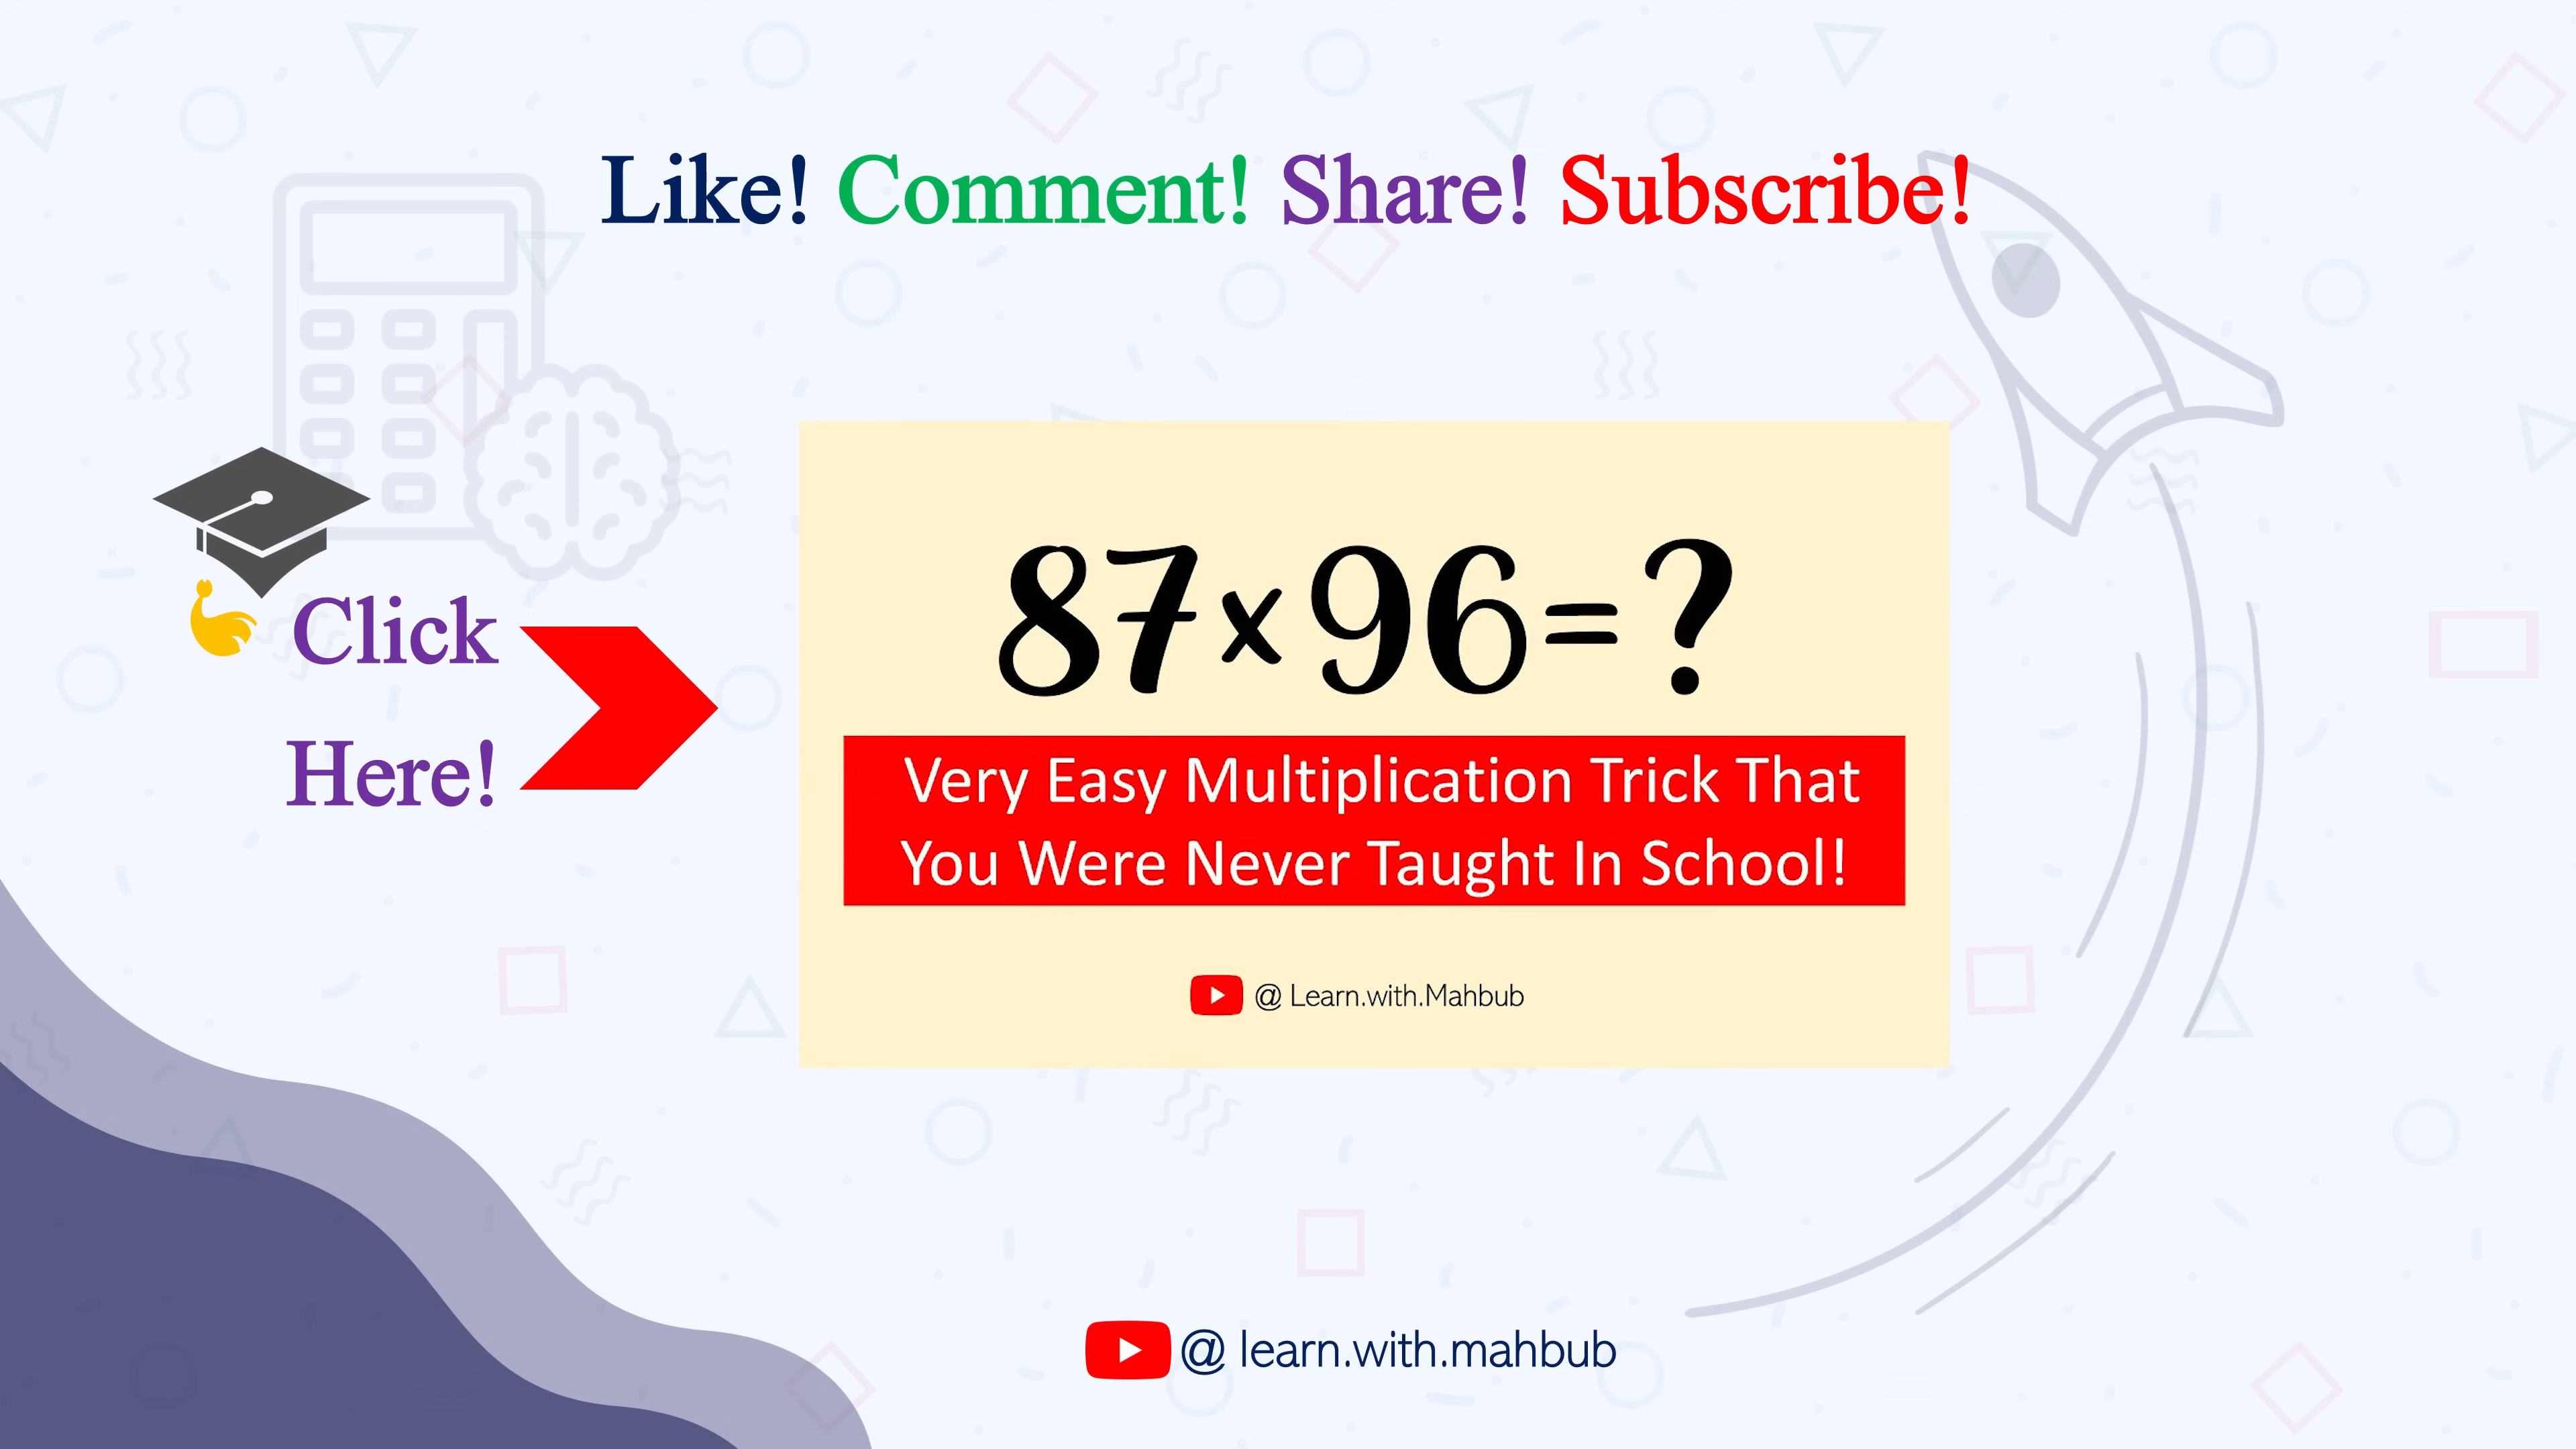 Like! Comment! Share! Subscribe!
Click
Here!
87×96=?
Very Easy Multiplication Trick That
You Were Never Taught In School!
@ Learn.with.Mahbub
@ learn.with.mahbub